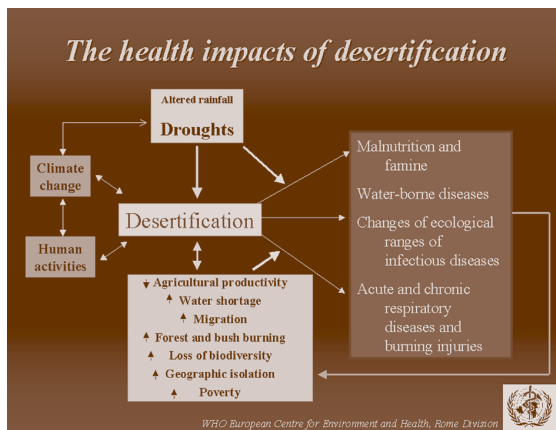 The health impacts of desertification
Altered rainfall
Droughts
Climate
change
Human
activities
Desertification
Malnutrition and
famine
Water-borne diseases
Changes of ecological
ranges of
infectious diseases
Acute and chronic
respiratory
diseases and
burning injuries
Agricultural productivity
Water shortage
Migration
Forest and bush burning
Loss of biodiversity
Geographic isolation
Poverty
WHO European Centre for Environment and Health, Rome Division